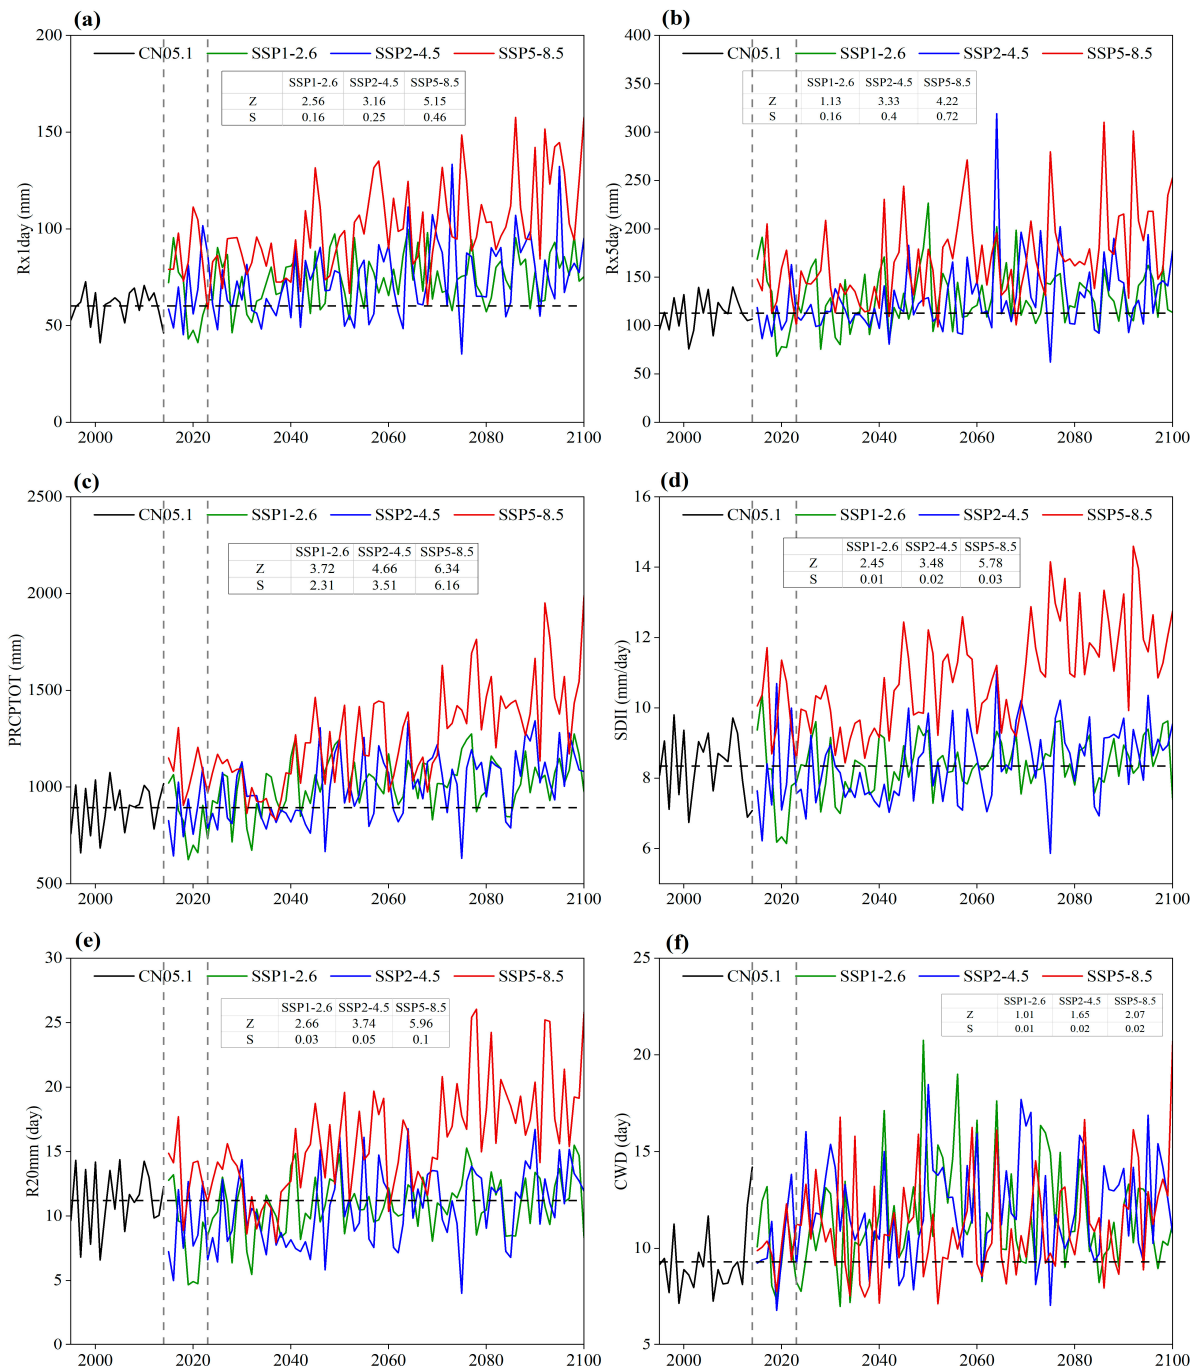 (a)
200
150
100
50
0
Rx1day (mm)
CN05.1 SSP1-2.6 SSP2-4.5 SSP5-8.5
SSP1-2.6 SSP2-4.5 SSP5-8.5
Z 2.56 3.16 5.15
S 0.16 0.25 0.46
2000 2020 2040 2060 2080 2100
(b)
400
350
300
250
200
150
100
50
0
Rx5day (mm)
CN05.1 SSP1-2.6 SSP2-4.5 SSP5-8.5
SSP1-2.6 SSP2-4.5 SSP5-8.5
Z 1.13 3.33 4.22
S 0.16 0.4 0.72
2000 2020 2040 2060 2080 2100
(c)
2500
2000
1500
1000
500
PRCPTOT (mm)
CN05.1 SSP1-2.6 SSP2-4.5 SSP5-8.5
SSP1-2.6 SSP2-4.5 SSP5-8.5
Z 3.72 4.66 6.34
S 2.31 3.51 6.16
2000 2020 2040 2060 2080 2100
(d)
16
14
12
10
8
6
SDII (mm/day)
CN05.1 SSP1-2.6 SSP2-4.5 SSP5-8.5
SSP1-2.6 SSP2-4.5 SSP5-8.5
Z 2.45 3.48 5.78
S 0.01 0.02 0.03
2000 2020 2040 2060 2080 2100
(e)
30
25
20
15
10
5
0
R20mm (day)
CN05.1 SSP1-2.6 SSP2-4.5 SSP5-8.5
SSP1-2.6 SSP2-4.5 SSP5-8.5
Z 2.66 3.74 5.96
S 0.03 0.05 0.1
2000 2020 2040 2060 2080 2100
(f)
25
20
15
10
5
CWD (day)
CN05.1 SSP1-2.6 SSP2-4.5 SSP5-8.5
SSP1-2.6 SSP2-4.5 SSP5-8.5
Z 1.01 1.65 2.07
S 0.01 0.02 0.02
2000 2020 2040 2060 2080 2100